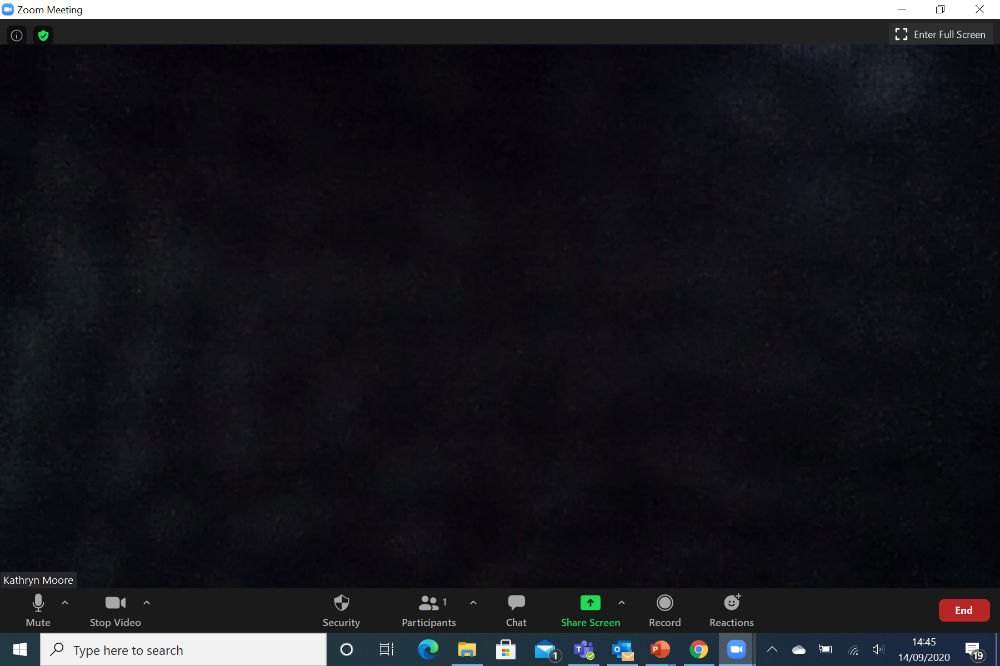 Zoom Meeting
Enter Full Screen
Kathryn Moore
1
Mute
Stop Video
Security
Participants
Chat
Share Screen
Record
Reactions
End
Type here to search
1
T
O
P
14:45
14/09/2020
19